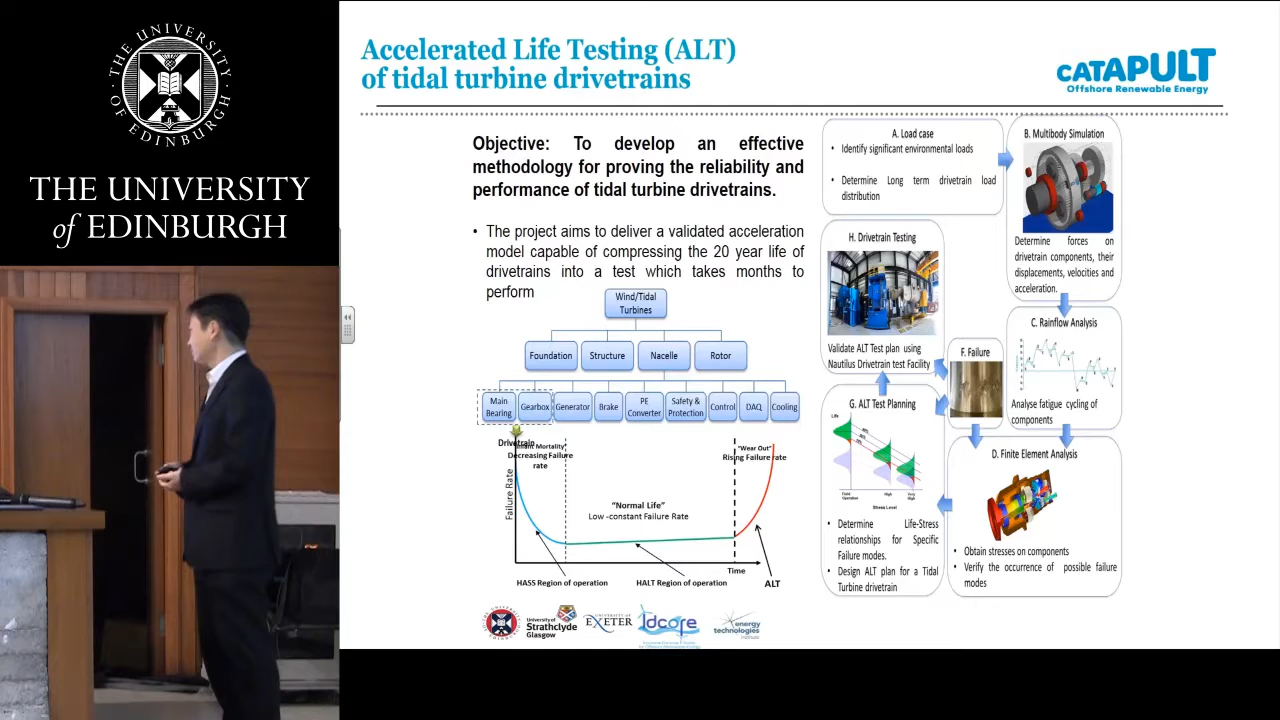 THE UNIVERSITY
OF EDINBURGH
THE UNIVERSITY
of EDINBURGH
Accelerated Life Testing (ALT)
of tidal turbine drivetrains
CATAPULT
Offshore Renewable Energy
Objective: To develop an effective
methodology for proving the reliability and
performance of tidal turbine drivetrains.
• The project aims to deliver a validated acceleration
model capable of compressing the 20 year life of
drivetrains into a test which takes months to
perform
Wind/Tidal
Turbines
Foundation
Structure
Nacelle
Rotor
Main
Bearing
Gearbox
Generator
Brake
PE
Converter
Safety &
Protection
Control
DAQ
Cooling
Drivetrain
Mortality"
Decreasing Failure
rate
Failure Rate
"Normal Life"
Low -constant Failure Rate
"Wear Out"
Rising Failure rate
Time
HASS Region of operation
HALT Region of operation
ALT
A. Load case
• Identify significant environmental loads
• Determine Long term drivetrain load
distribution
B. Multibody Simulation
Determine forces on
drivetrain components, their
displacements, velocities and
acceleration.
C. Rainflow Analysis
Analyse fatigue cycling of
components
D. Finite Element Analysis
• Obtain stresses on components
• Verify the occurrence of possible failure
modes
F. Failure
G. ALT Test Planning
Life
Field
Operation
High
Very
High
Stress Level
• Determine Life-Stress
relationships for Specific
Failure modes.
• Design ALT plan for a Tidal
Turbine drivetrain
H. Drivetrain Testing
Validate ALT Test plan using
Nautilus Drivetrain test Facility
University of
Strathclyde
Glasgow
UNIVERSITY OF
EXETER
idcore
energy
technologies
institute